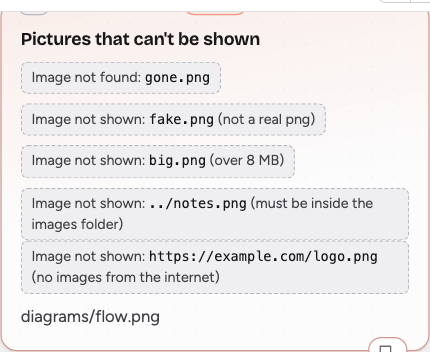 Pictures that can't be shown
Image not found: gone.png
Image not shown: fake.png (not a real png)
Image not shown: big.png (over 8 MB)
Image not shown: ../notes.png (must be inside the
images folder)
Image not shown: https://example.com/logo.png
(no images from the internet)
diagrams/flow.png